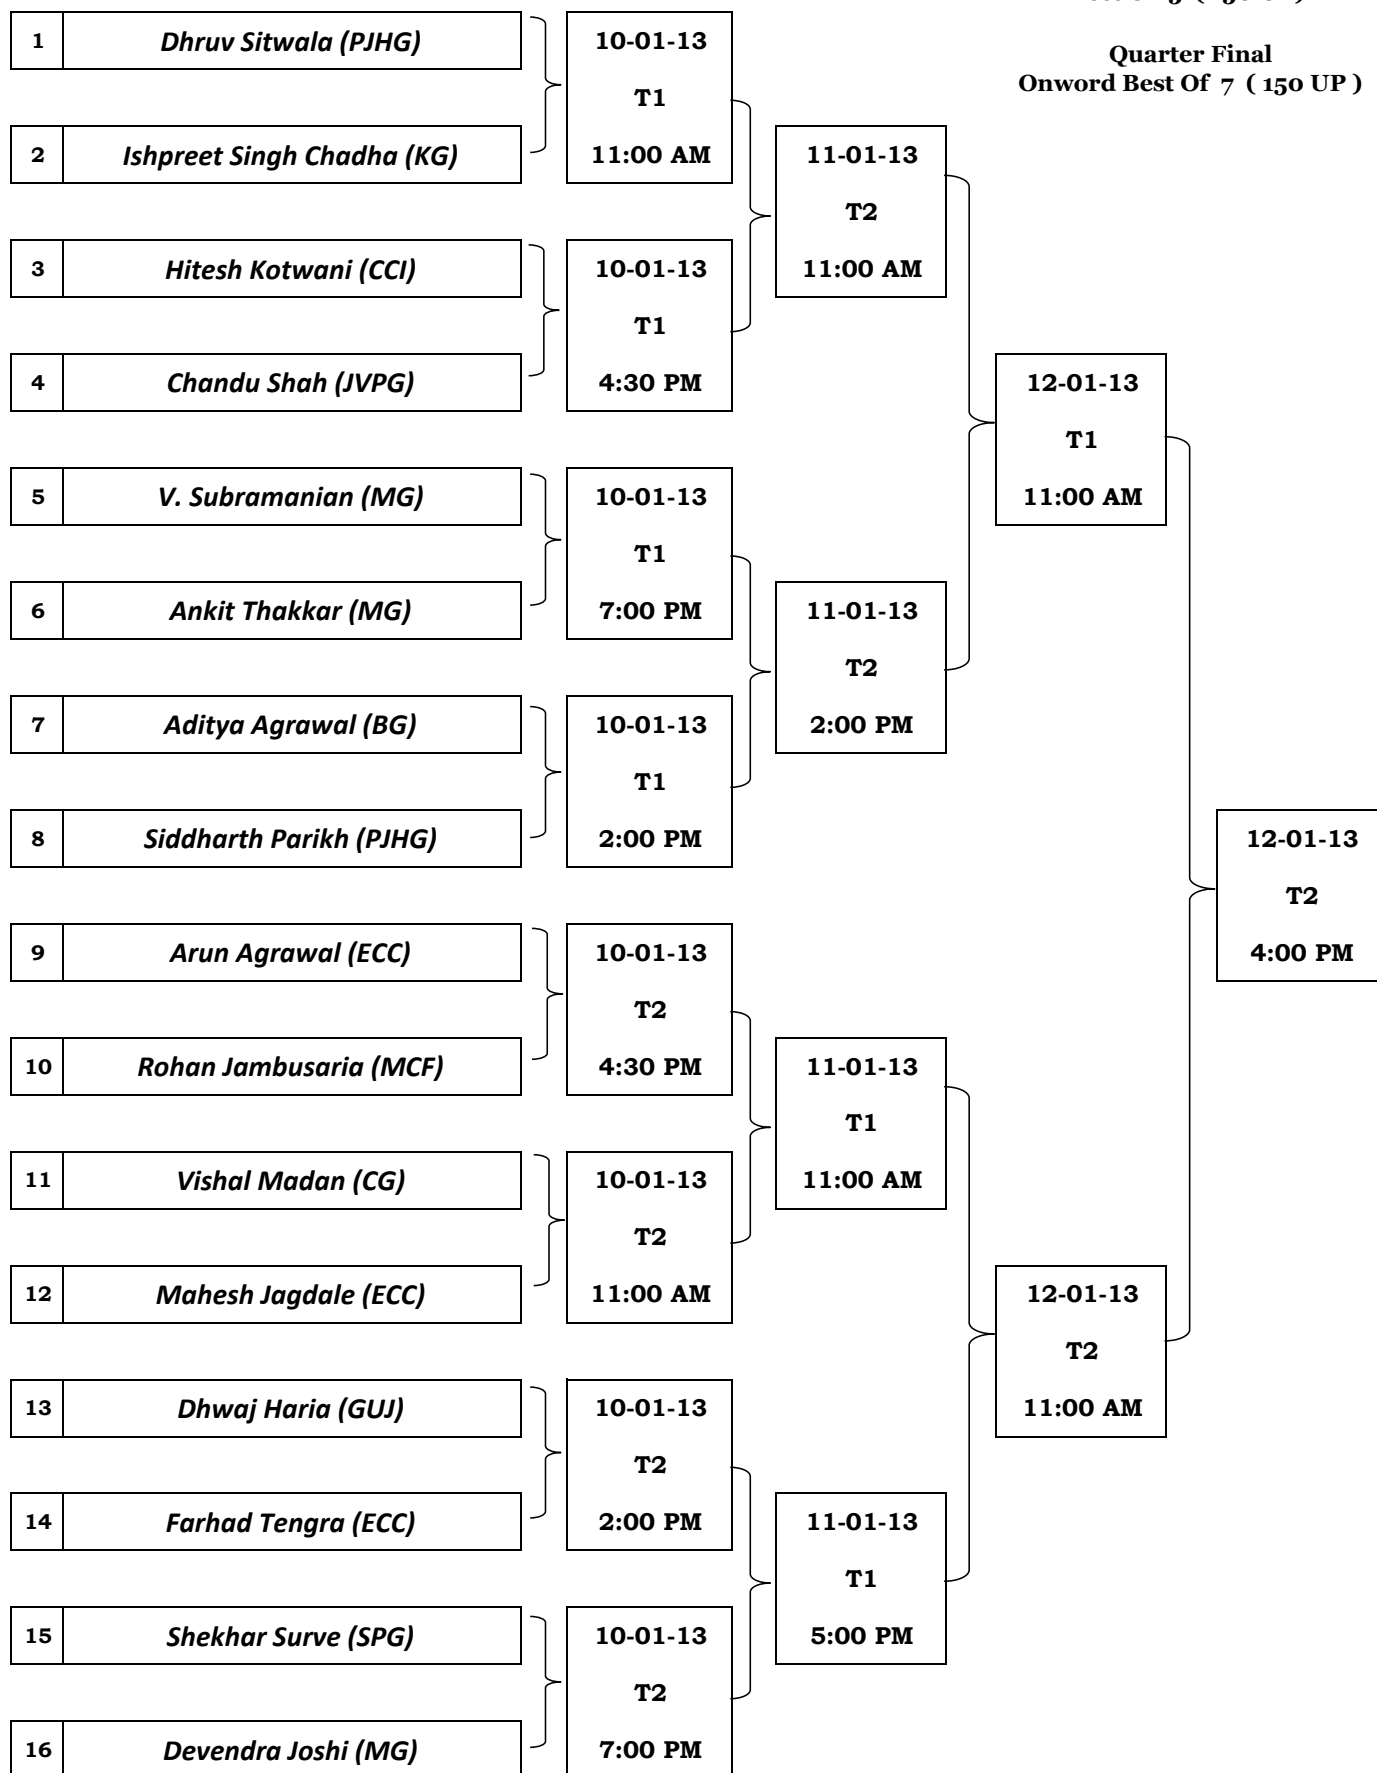 Quarter Final
Onword Best Of 7 ( 150 UP )
1 Dhruv Sitwala (PJHG)
10-01-13
T1
2 Ishpreet Singh Chadha (KG)
11:00 AM
11-01-13
T2
3 Hitesh Kotwani (CCI)
10-01-13
11:00 AM
T1
4 Chandu Shah (JVPG)
4:30 PM
12-01-13
T1
5 V. Subramanian (MG)
10-01-13
11:00 AM
T1
6 Ankit Thakkar (MG)
7:00 PM
11-01-13
T2
7 Aditya Agrawal (BG)
10-01-13
2:00 PM
T1
8 Siddharth Parikh (PJHG)
2:00 PM
12-01-13
T2
9 Arun Agrawal (ECC)
10-01-13
4:00 PM
T2
10 Rohan Jambusaria (MCF)
4:30 PM
11-01-13
T1
11 Vishal Madan (CG)
10-01-13
11:00 AM
T2
12 Mahesh Jagdale (ECC)
11:00 AM
12-01-13
T2
13 Dhwaj Haria (GUJ)
10-01-13
11:00 AM
T2
14 Farhad Tengra (ECC)
2:00 PM
11-01-13
T1
15 Shekhar Surve (SPG)
10-01-13
5:00 PM
T2
16 Devendra Joshi (MG)
7:00 PM